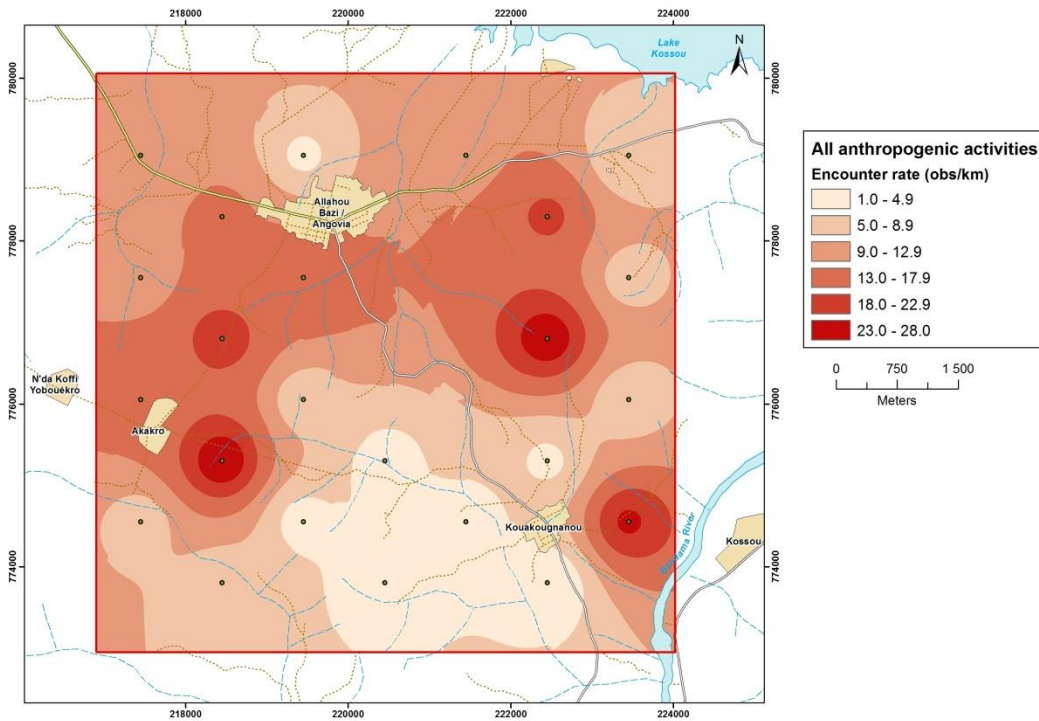 218000 220000 222000 224000
Lake
Kossou
N
780000 780000
Allahou
Bazi /
Angovia
778000 778000
N'da Koffi
Yobouékro
776000 776000
Akakro
Kouakougnanou
Kossou
Bandama River
774000 774000
218000 220000 222000 224000
All anthropogenic activities
Encounter rate (obs/km)
1.0 - 4.9
5.0 - 8.9
9.0 - 12.9
13.0 - 17.9
18.0 - 22.9
23.0 - 28.0
0 750 1 500
Meters